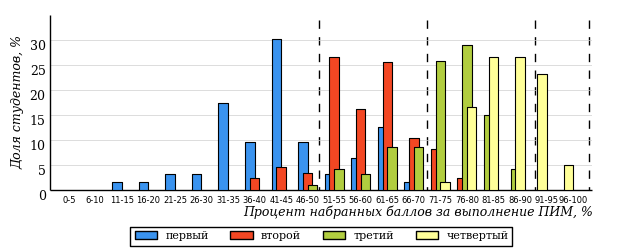 Доля студентов, %
30
25
20
15
10
5
0
0-5 6-10 11-15 16-20 21-25 26-30 31-35 36-40 41-45 46-50 51-55 56-60 61-65 66-70 71-75 76-80 81-85 86-90 91-95 96-100
Процент набранных баллов за выполнение ПИМ, %
первый второй третий четвертый